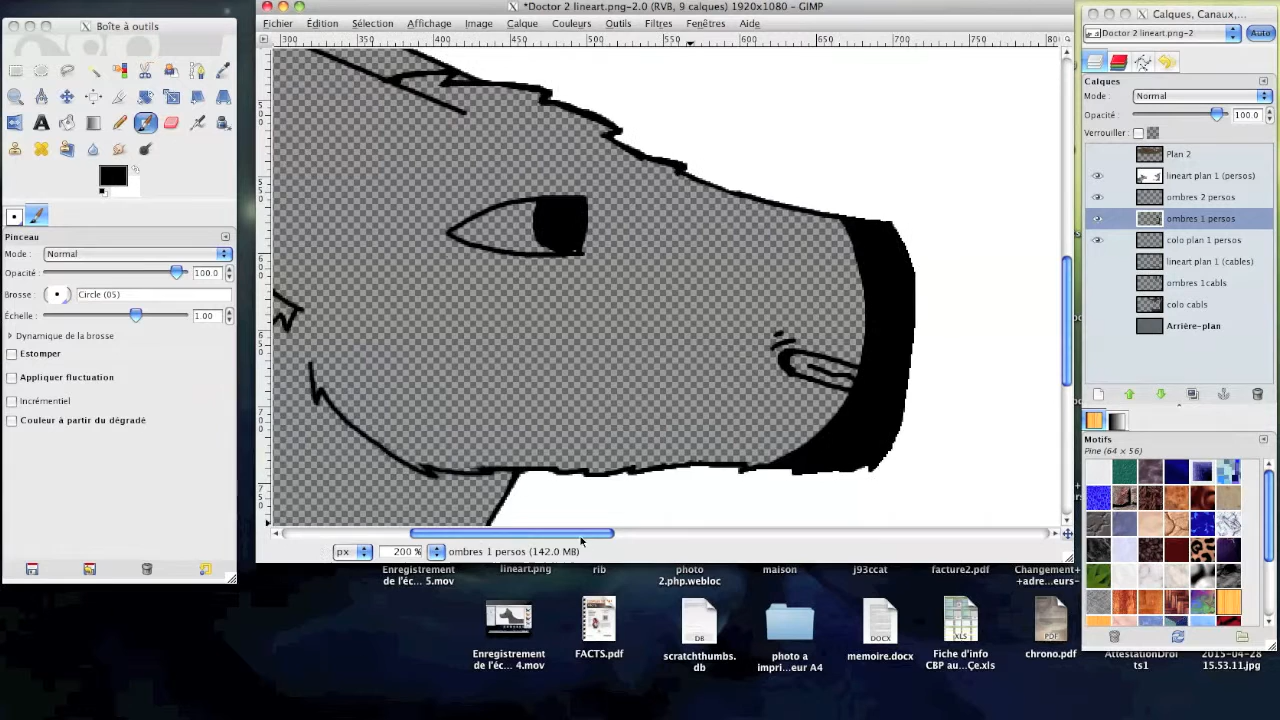 Boîte à outils
Pinceau
Mode : Normal
Opacité : 100.0
Brosse : Circle (05)
Échelle : 1.00
Dynamique de la brosse
Estomper
Appliquer fluctuation
Incrémentiel
Couleur à partir du dégradé
*Doctor 2 lineart.png-2.0 (RVB, 9 calques) 1920x1080 – GIMP
Fichier Édition Sélection Affichage Image Calque Couleurs Outils Filtres Fenêtres Aide
300 350 400 450 500 550 600 650 700 750 800
px 200 % ombres 1 persos (142.0 MB)
Calques, Canaux,...
Doctor 2 lineart.png-2 Auto
Calques
Mode : Normal
Opacité : 100.0
Verrouiller :
Plan 2
lineart plan 1 (persos)
ombres 2 persos
ombres 1 persos
colo plan 1 persos
lineart plan 1 (cables)
ombres 1cabls
colo cabls
Arrière-plan
Motifs
Pine (64 × 56)
Enregistrement
de l'éc... 5.mov
lineart.png
rib
photo
2.php.webloc
maison
j93ccat
facture2.pdf
Changement+
+adre...eurs-
Enregistrement
de l'éc... 4.mov
FACTS.pdf
DB
scratchthumbs.
db
photo a
impri...eur A4
DOCX
memoire.docx
XLS
Fiche d'info
CBP au...Çe.xls
PDF
chrono.pdf
AttestationDro
its1
2015-04-28
15.53.11.jpg